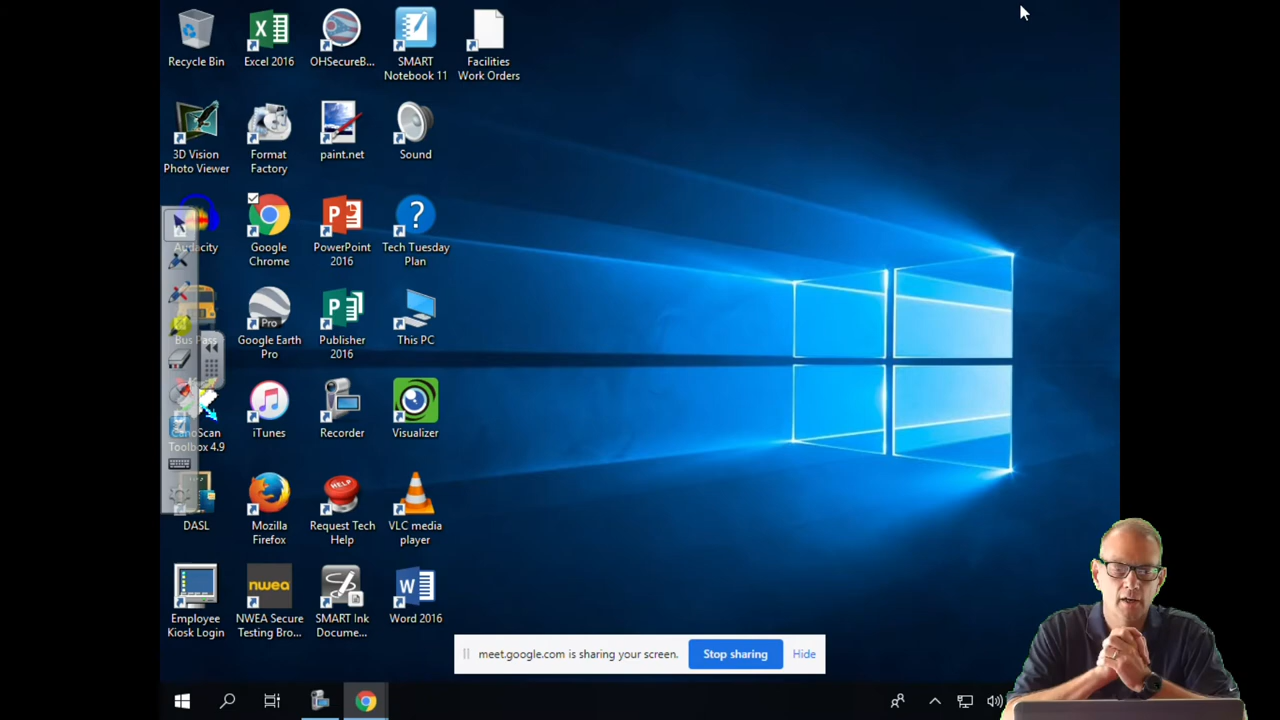 Recycle Bin
Excel 2016
OHSecureB...
SMART
Notebook 11
Facilities
Work Orders
3D Vision
Photo Viewer
Format
Factory
paint.net
Sound
Audacity
Google
Chrome
PowerPoint
2016
Tech Tuesday
Plan
Bus Pass
Pro
Google Earth
Pro
Publisher
2016
This PC
CanoScan
Toolbox 4.9
iTunes
Recorder
Visualizer
DASL
Mozilla
Firefox
HELP
Request Tech
Help
VLC media
player
Employee
Kiosk Login
nwea
NWEA Secure
Testing Bro...
SMART Ink
Docume...
Word 2016
meet.google.com is sharing your screen.
Stop sharing
Hide